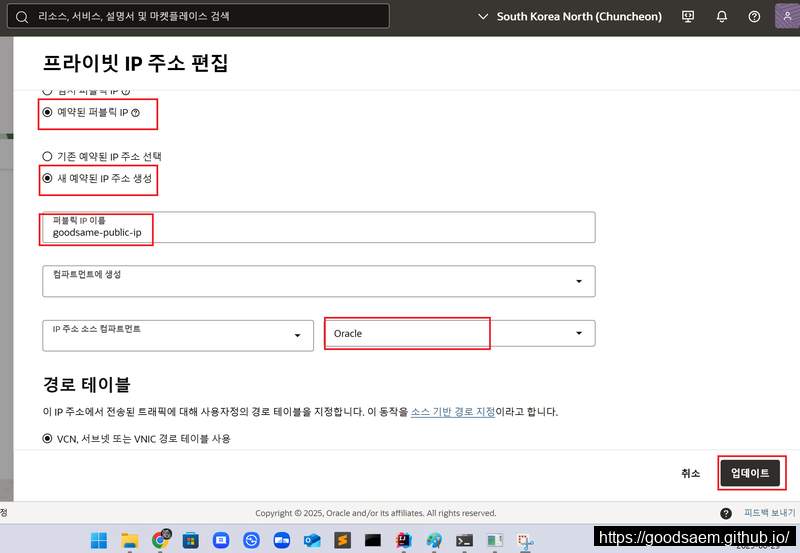 리소스, 서비스, 설명서 및 마켓플레이스 검색
South Korea North (Chuncheon)
프라이빗 IP 주소 편집
예약된 퍼블릭 IP
기존 예약된 IP 주소 선택
새 예약된 IP 주소 생성
퍼블릭 IP 이름
goodsame-public-ip
컴파트먼트에 생성
IP 주소 소스 컴파트먼트
Oracle
경로 테이블
이 IP 주소에서 전송된 트래픽에 대해 사용자정의 경로 테이블을 지정합니다. 이 동작을 소스 기반 경로 지정이라고 합니다.
VCN, 서브넷 또는 VNIC 경로 테이블 사용
취소
업데이트
정
Copyright © 2025, Oracle and/or its affiliates. All rights reserved.
피드백 보내기
https://goodsaem.github.io/